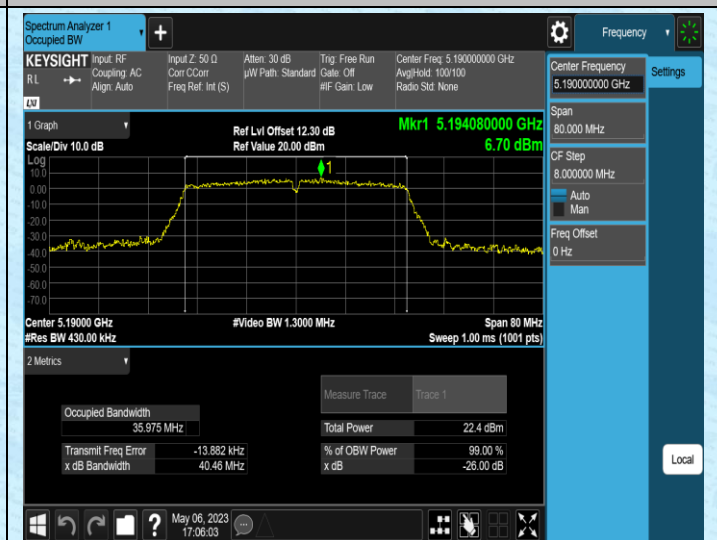 Spectrum Analyzer 1
Occupied BW
KEYSIGHT
R L
LXI
Input: RF
Coupling: AC
Align: Auto
Input Z: 50 Ω
Corr CCorr
Freq Ref: Int (S)
Atten: 30 dB
µW Path: Standard
Trig: Free Run
Gate: Off
#IF Gain: Low
Center Freq: 5.190000000 GHz
Avg|Hold: 100/100
Radio Std: None
1 Graph
Scale/Div 10.0 dB
Ref Lvl Offset 12.30 dB
Ref Value 20.00 dBm
Mkr1 5.194080000 GHz
6.70 dBm
Log
10.0
0.00
-10.0
-20.0
-30.0
-40.0
-50.0
-60.0
-70.0
1
Center 5.19000 GHz
#Res BW 430.00 kHz
#Video BW 1.3000 MHz
Span 80 MHz
Sweep 1.00 ms (1001 pts)
2 Metrics
Measure Trace Trace 1
Occupied Bandwidth
35.975 MHz
Total Power 22.4 dBm
Transmit Freq Error -13.882 kHz
% of OBW Power 99.00 %
x dB Bandwidth 40.46 MHz
x dB -26.00 dB
May 06, 2023
17:06:03
Frequency
Center Frequency
5.190000000 GHz
Span
80.000 MHz
CF Step
8.000000 MHz
Auto
Man
Freq Offset
0 Hz
Settings
Local